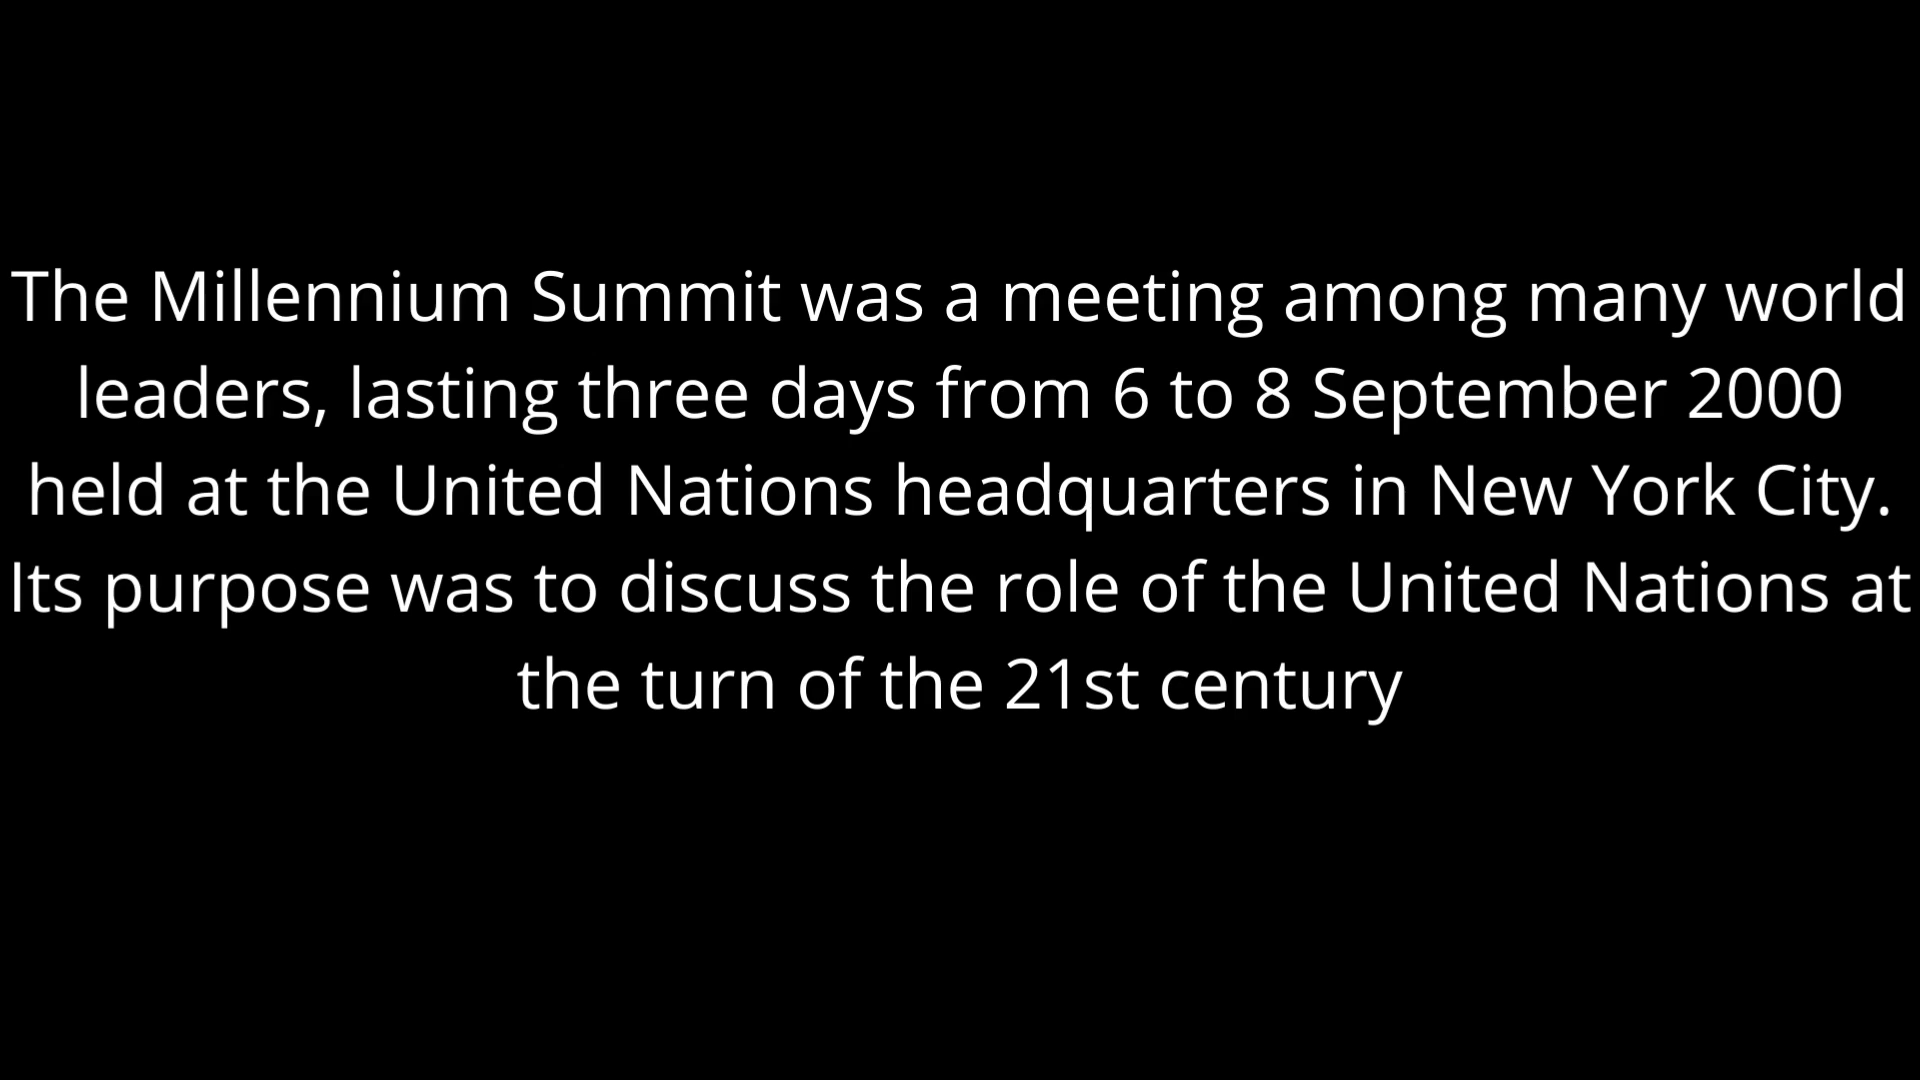 The Millennium Summit was a meeting among many world
leaders, lasting three days from 6 to 8 September 2000
held at the United Nations headquarters in New York City.
Its purpose was to discuss the role of the United Nations at
the turn of the 21st century